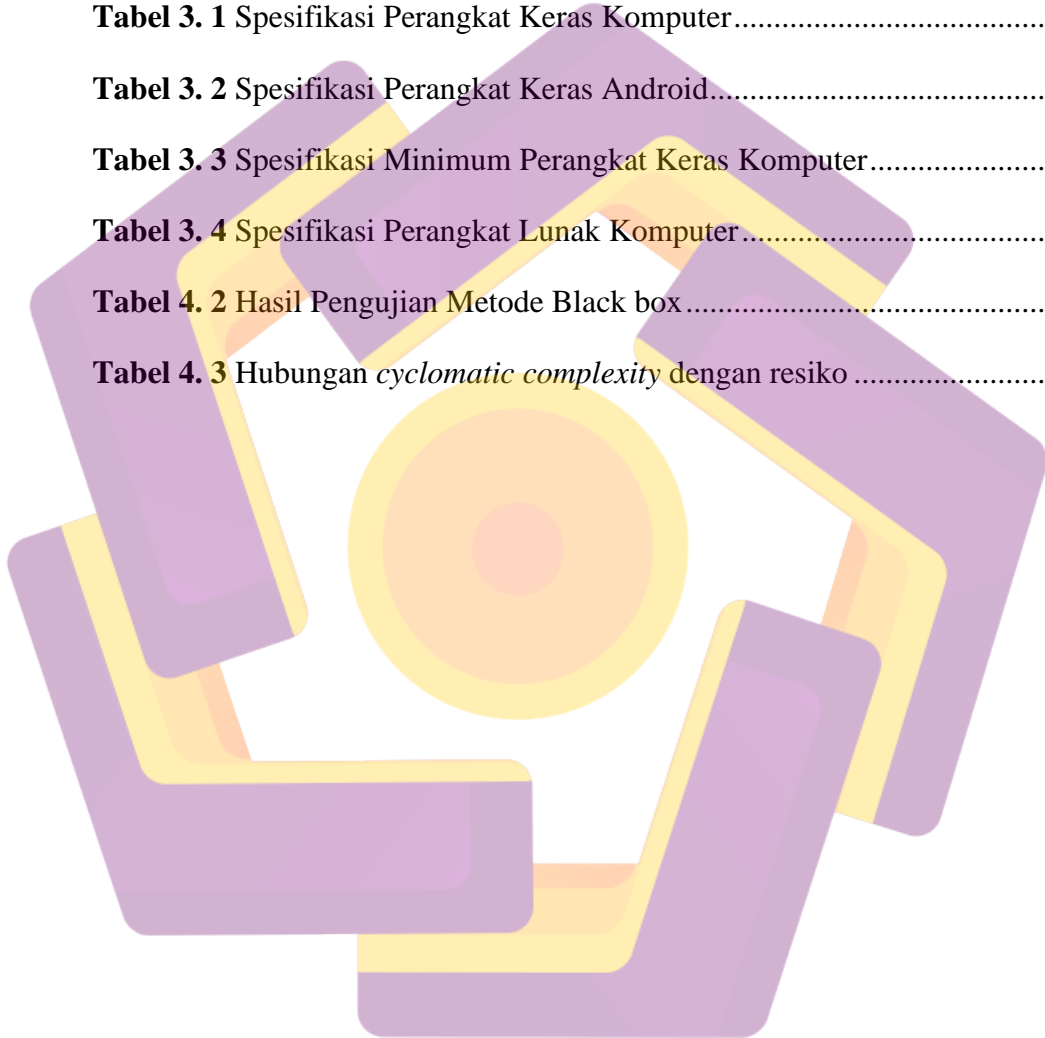 Tabel 3. 1 Spesifikasi Perangkat Keras Komputer....................................
Tabel 3. 2 Spesifikasi Perangkat Keras Android.......................................
Tabel 3. 3 Spesifikasi Minimum Perangkat Keras Komputer....................
Tabel 3. 4 Spesifikasi Perangkat Lunak Komputer...................................
Tabel 4. 2 Hasil Pengujian Metode Black box..........................................
Tabel 4. 3 Hubungan cyclomatic complexity dengan resiko......................